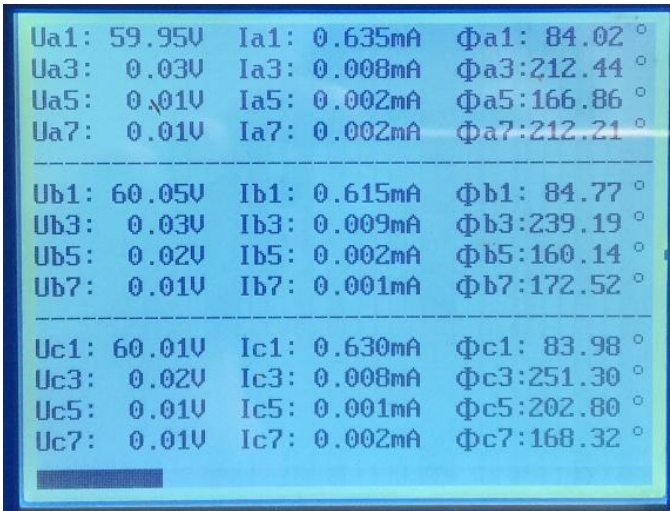 Ua1: 59.95V Ia1: 0.635mA Φa1: 84.02°
Ua3: 0.03V Ia3: 0.008mA Φa3:212.44°
Ua5: 0.01V Ia5: 0.002mA Φa5:166.86°
Ua7: 0.01V Ia7: 0.002mA Φa7:212.21°
Ub1: 60.05V Ib1: 0.615mA Φb1: 84.77°
Ub3: 0.03V Ib3: 0.009mA Φb3:239.19°
Ub5: 0.02V Ib5: 0.002mA Φb5:160.14°
Ub7: 0.01V Ib7: 0.001mA Φb7:172.52°
Uc1: 60.01V Ic1: 0.630mA Φc1: 83.98°
Uc3: 0.02V Ic3: 0.008mA Φc3:251.30°
Uc5: 0.01V Ic5: 0.001mA Φc5:202.80°
Uc7: 0.01V Ic7: 0.002mA Φc7:168.32°